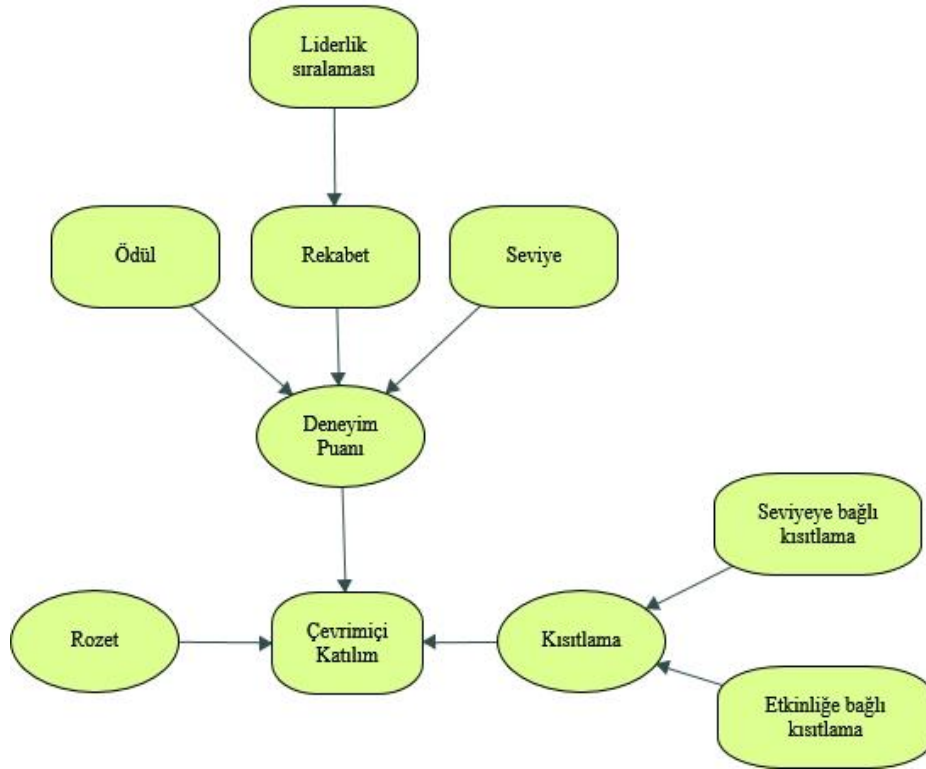 Liderlik
sıralaması
Ödül
Rekabet
Seviye
Deneyim
Puanı
Seviyeye bağlı
kısıtlama
Rozet
Çevrimiçi
Katılım
Kısıtlama
Etkinliğe bağlı
kısıtlama